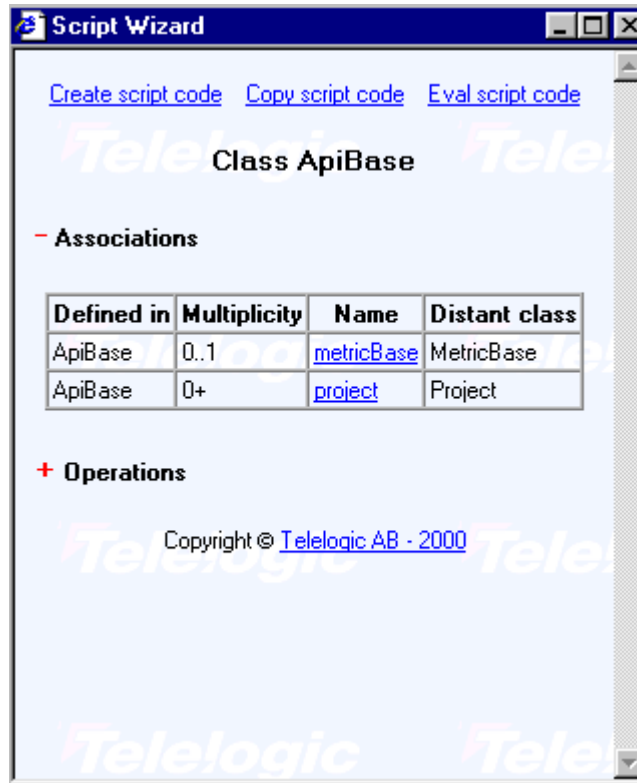 Script Wizard
Create script code Copy script code Eval script code
Class ApiBase
− Associations
Defined in Multiplicity Name Distant class
ApiBase 0..1 metricBase MetricBase
ApiBase 0+ project Project
+ Operations
Copyright © Telelogic AB - 2000
Telelogic